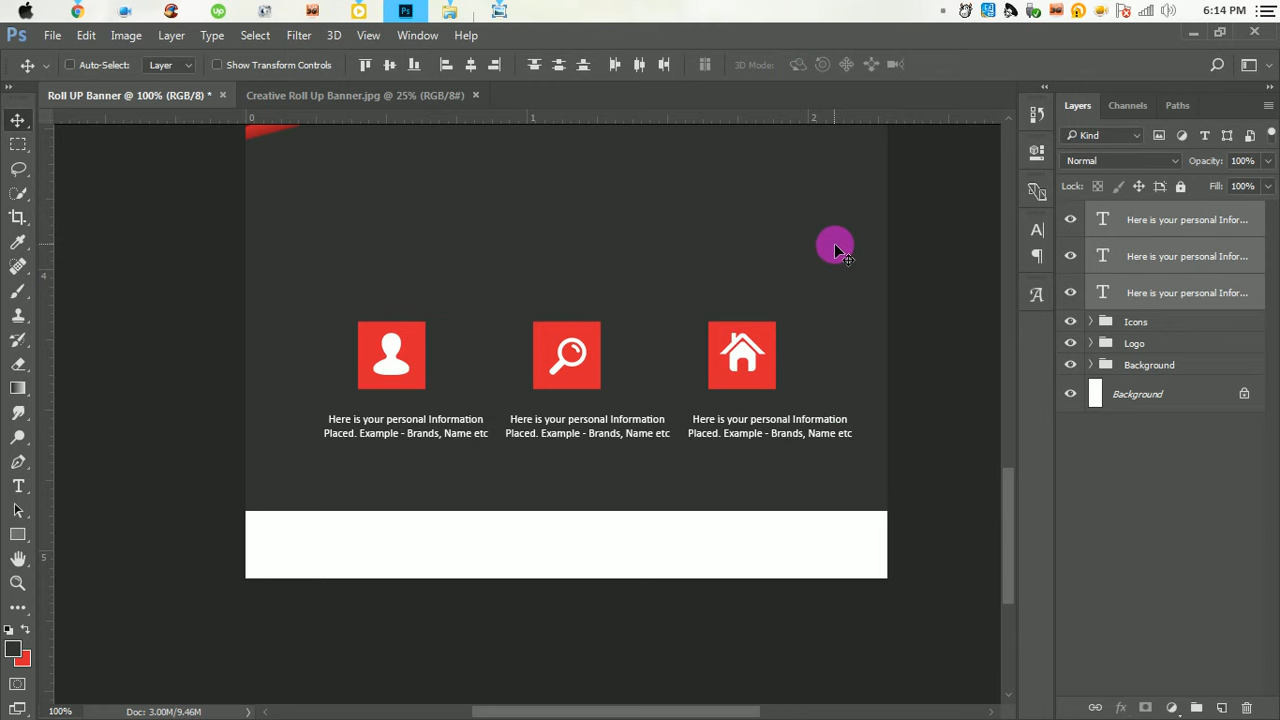 6:14 PM
Ps File Edit Image Layer Type Select Filter 3D View Window Help
Auto-Select: Layer Show Transform Controls 3D Mode:
Roll UP Banner @ 100% (RGB/8) * Creative Roll Up Banner.jpg @ 25% (RGB/8#)
0 1 2
4
5
Here is your personal Information
Placed. Example - Brands, Name etc
Here is your personal Information
Placed. Example - Brands, Name etc
Here is your personal Information
Placed. Example - Brands, Name etc
Layers Channels Paths
Kind
Normal Opacity: 100%
Lock: Fill: 100%
Here is your personal Infor...
Here is your personal Infor...
Here is your personal Infor...
Icons
Logo
Background
Background
100% Doc: 3.00M/9.46M